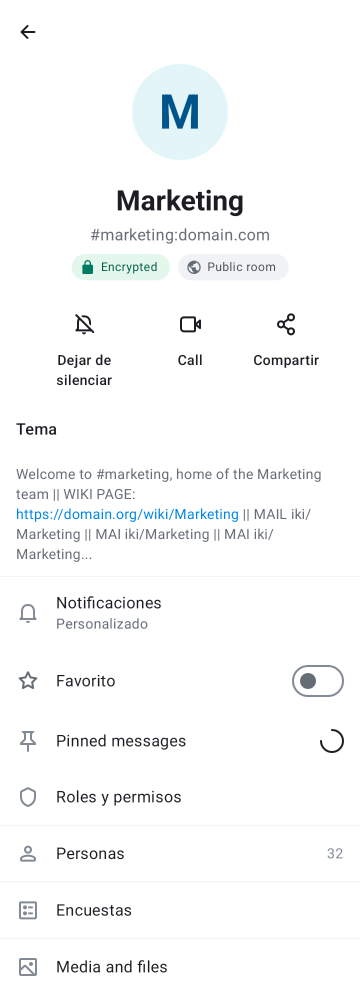 M
Marketing
#marketing:domain.com
Encrypted
Public room
Dejar de
silenciar
Call
Compartir
Tema
Welcome to #marketing, home of the Marketing
team || WIKI PAGE:
https://domain.org/wiki/Marketing || MAIL iki/
Marketing || MAI iki/Marketing || MAI iki/
Marketing...
Notificaciones
Personalizado
Favorito
Pinned messages
Roles y permisos
Personas 32
Encuestas
Media and files